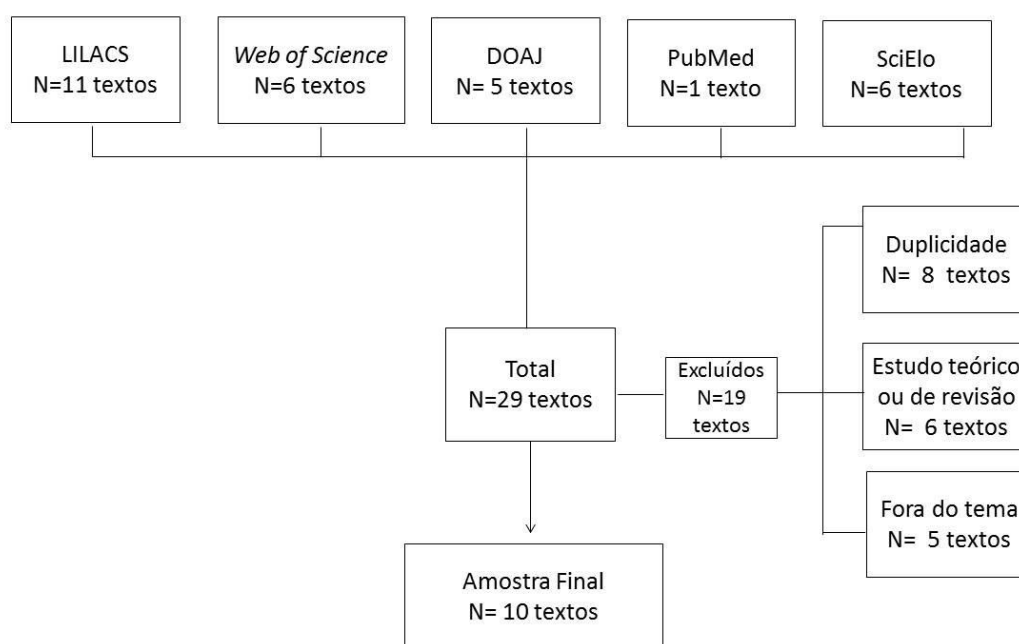 LILACS
N=11 textos
Web of Science
N=6 textos
DOAJ
N= 5 textos
PubMed
N=1 texto
SciElo
N=6 textos
Duplicidade
N= 8 textos
Total
N=29 textos
Excluídos
N=19
textos
Estudo teórico
ou de revisão
N= 6 textos
Fora do tema
N= 5 textos
Amostra Final
N= 10 textos